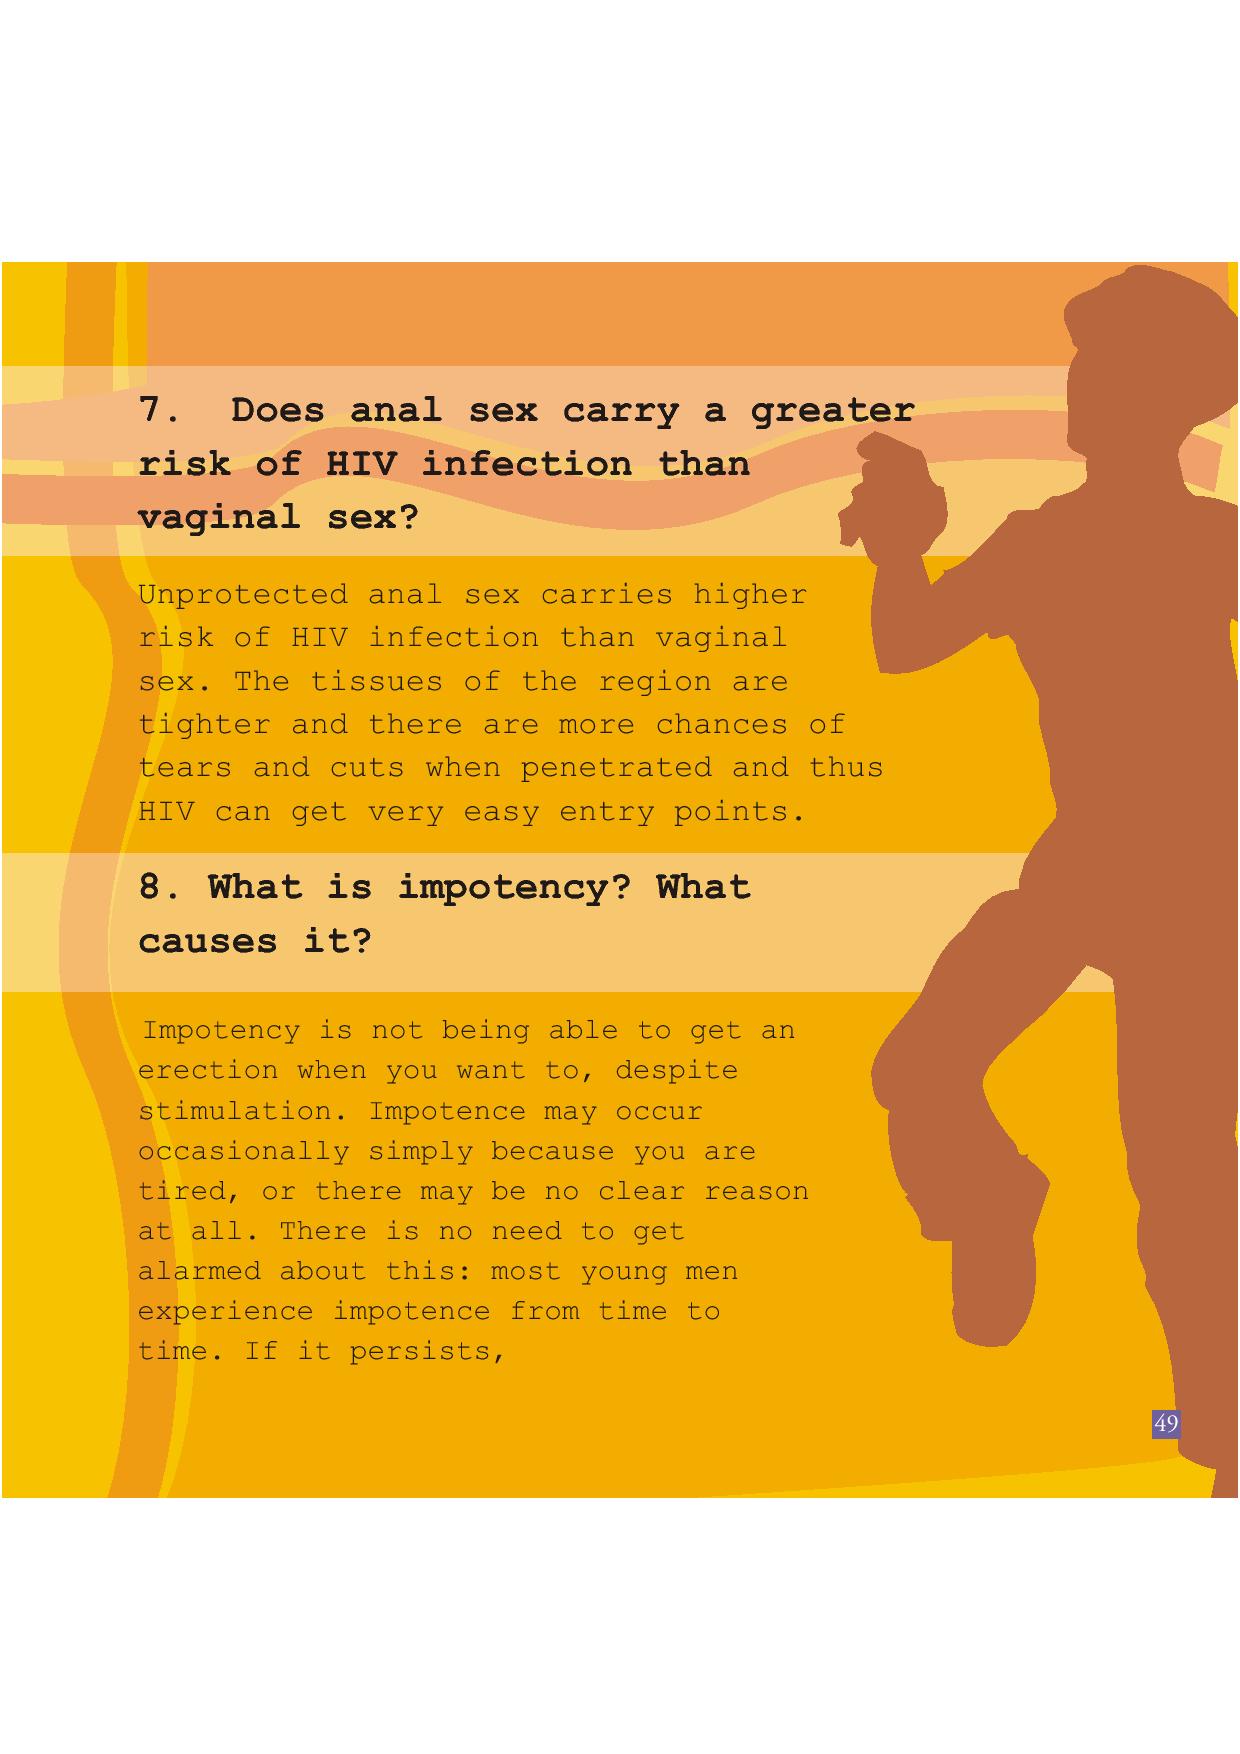 7.  Does anal sex carry a greater
risk of HIV infection than
vaginal sex?
Unprotected anal sex carries higher
risk of HIV infection than vaginal
sex. The tissues of the region are
tighter and there are more chances of
tears and cuts when penetrated and thus
HIV can get very easy entry points.
8. What is impotency? What
causes it?
Impotency is not being able to get an
erection when you want to, despite
stimulation. Impotence may occur
occasionally simply because you are
tired, or there may be no clear reason
at all. There is no need to get
alarmed about this: most young men
experience impotence from time to
time. If it persists,
49